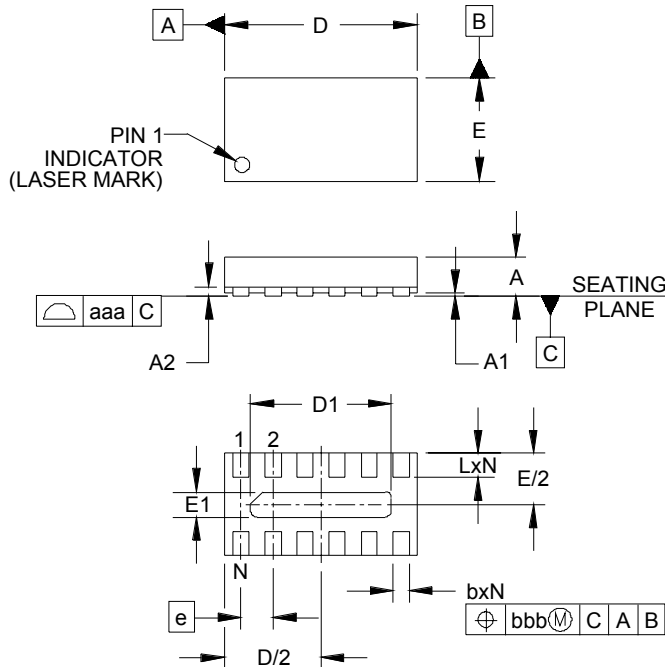 A
D
B
PIN 1
INDICATOR
(LASER MARK)
E
A
SEATING
PLANE
aaa C
A2
A1
C
D1
1 2
LxN
E/2
E1
N
bxN
e
bbb M C A B
D/2